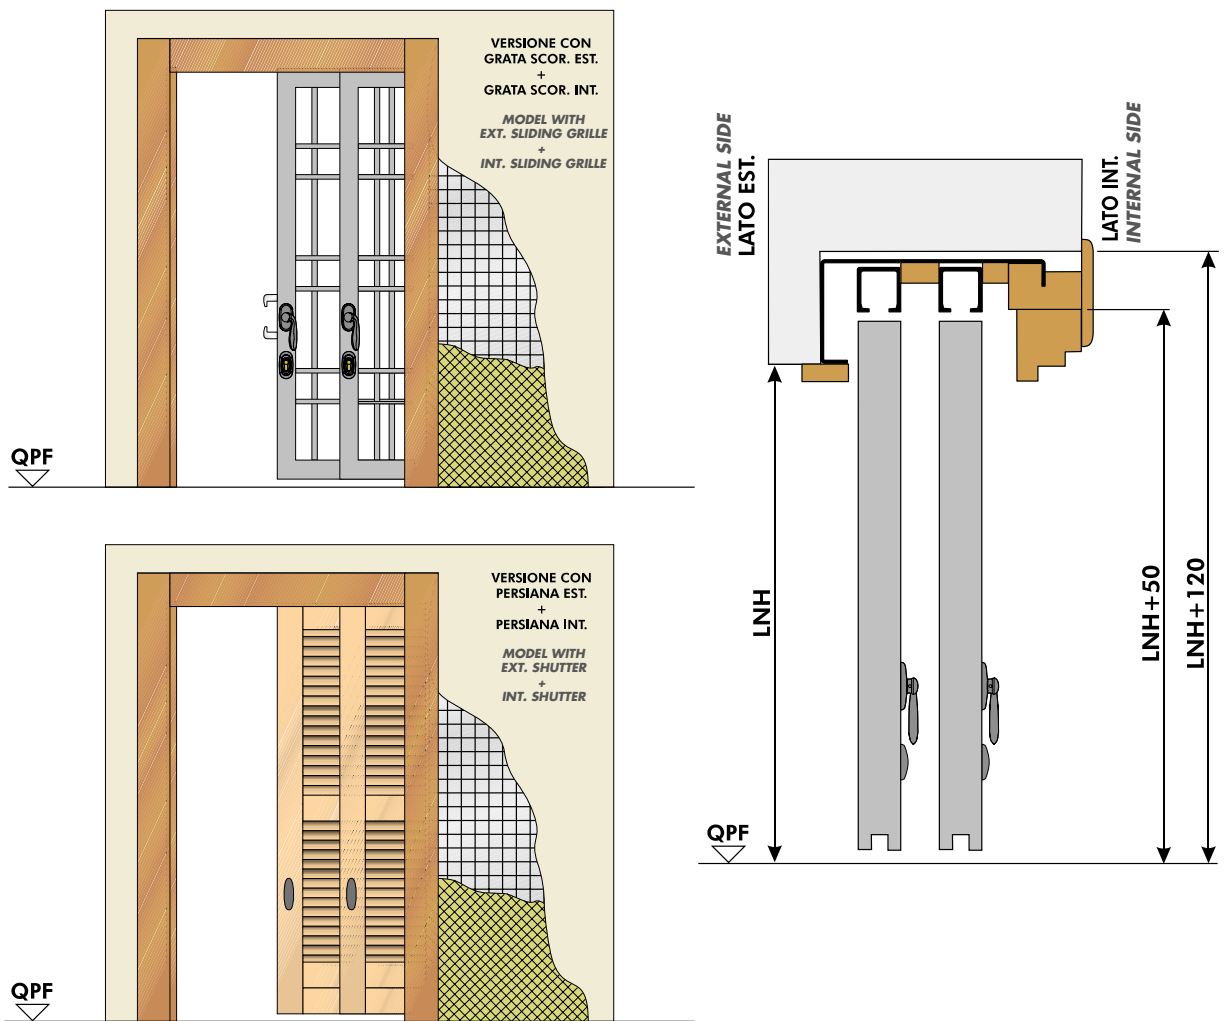 VERSIONE CON
GRATA SCOR. EST.
+
GRATA SCOR. INT.
MODEL WITH
EXT. SLIDING GRILLE
+
INT. SLIDING GRILLE
QPF
VERSIONE CON
PERSIANA EST.
+
PERSIANA INT.
MODEL WITH
EXT. SHUTTER
+
INT. SHUTTER
QPF
EXTERNAL SIDE
LATO EST.
LATO INT.
INTERNAL SIDE
LNH
LNH+50
LNH+120
QPF